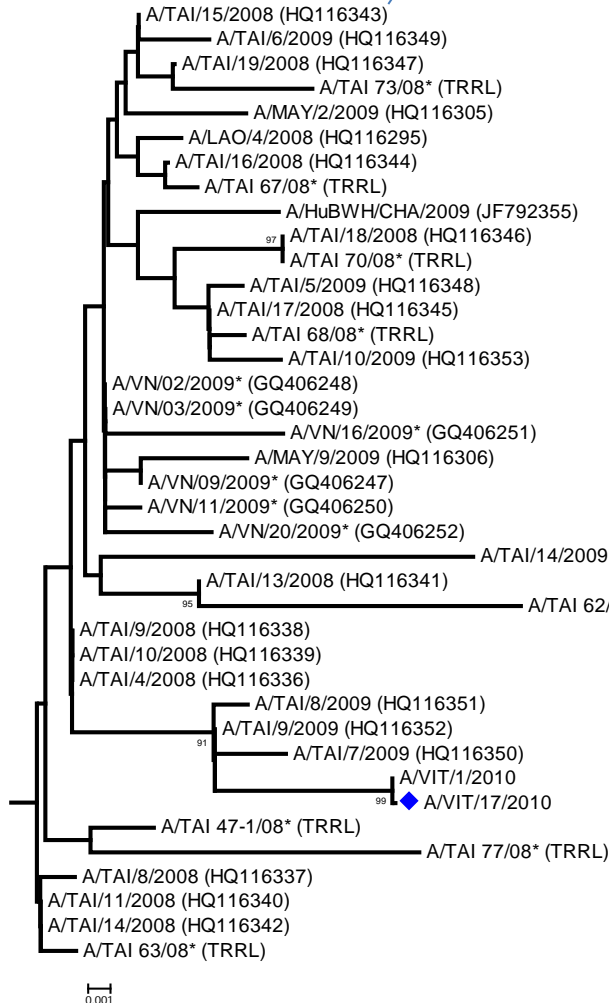 A/TAI/15/2008 (HQ116343)
A/TAI/6/2009 (HQ116349)
A/TAI/19/2008 (HQ116347)
A/TAI 73/08* (TRRL)
A/MAY/2/2009 (HQ116305)
A/LAO/4/2008 (HQ116295)
A/TAI/16/2008 (HQ116344)
A/TAI 67/08* (TRRL)
A/HuBWH/CHA/2009 (JF792355)
97
A/TAI/18/2008 (HQ116346)
A/TAI 70/08* (TRRL)
A/TAI/5/2009 (HQ116348)
A/TAI/17/2008 (HQ116345)
A/TAI 68/08* (TRRL)
A/TAI/10/2009 (HQ116353)
A/VN/02/2009* (GQ406248)
A/VN/03/2009* (GQ406249)
A/VN/16/2009* (GQ406251)
A/MAY/9/2009 (HQ116306)
A/VN/09/2009* (GQ406247)
A/VN/11/2009* (GQ406250)
A/VN/20/2009* (GQ406252)
A/TAI/14/2009
A/TAI/13/2008 (HQ116341)
95
A/TAI 62/
A/TAI/9/2008 (HQ116338)
A/TAI/10/2008 (HQ116339)
A/TAI/4/2008 (HQ116336)
A/TAI/8/2009 (HQ116351)
A/TAI/9/2009 (HQ116352)
91
A/TAI/7/2009 (HQ116350)
A/VIT/1/2010
99
A/VIT/17/2010
A/TAI 47-1/08* (TRRL)
A/TAI 77/08* (TRRL)
A/TAI/8/2008 (HQ116337)
A/TAI/11/2008 (HQ116340)
A/TAI/14/2008 (HQ116342)
A/TAI 63/08* (TRRL)
0.001